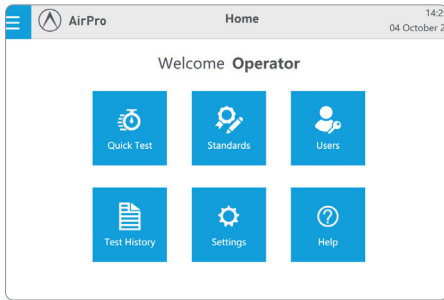 AirPro
Home
14:2
04 October 2
Welcome Operator
Quick Test
Standards
Users
Test History
Settings
Help